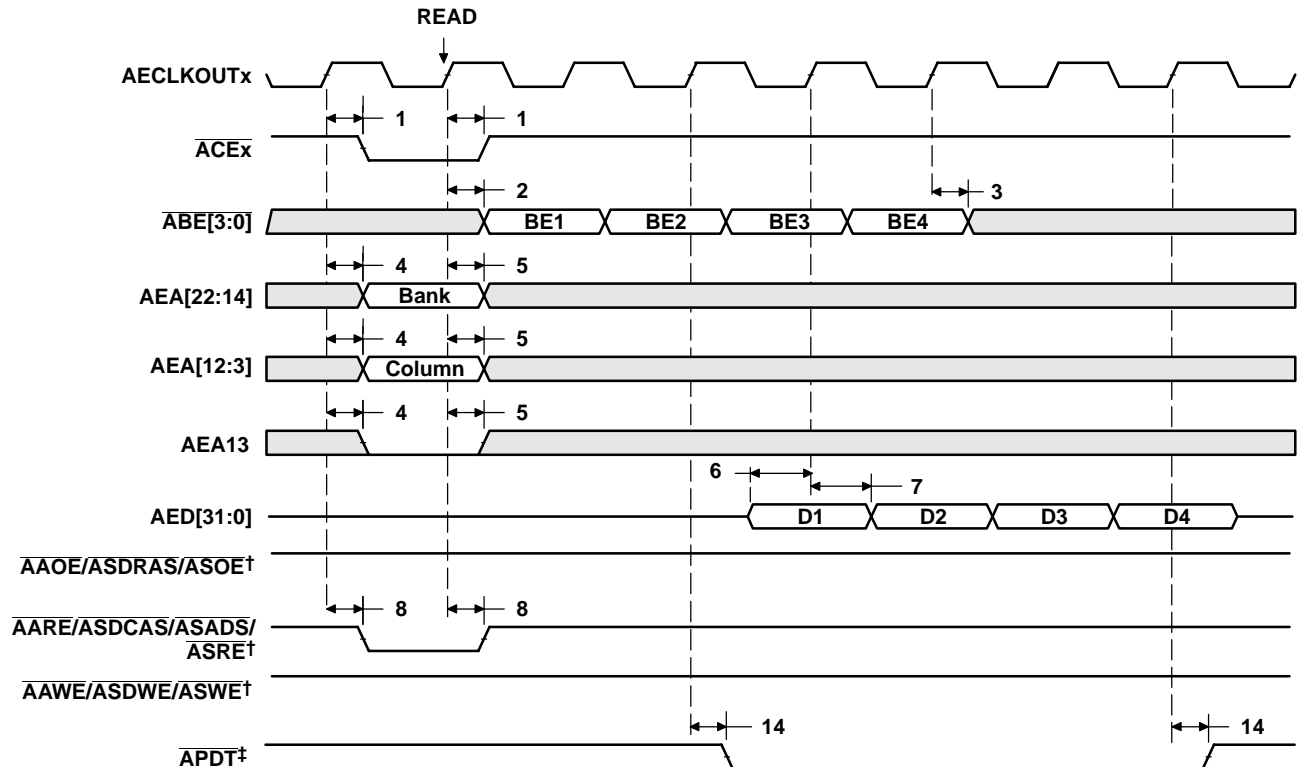 READ
AECLKOUTx
1 1
ACEx
2 3
ABE[3:0] BE1 BE2 BE3 BE4
4 5
AEA[22:14] Bank
4 5
AEA[12:3] Column
4 5
AEA13
6 7
AED[31:0] D1 D2 D3 D4
AAOE/ASDRAS/ASOE†
8 8
AARE/ASDCAS/ASADS/
ASRE†
AAWE/ASDWE/ASWE†
14 14
APDT‡